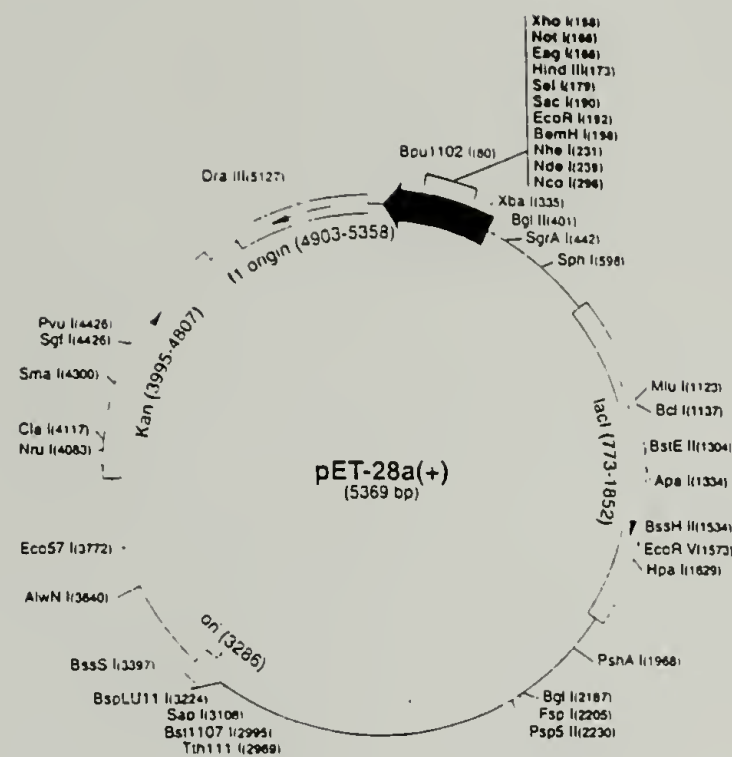 Xho I(158)
Not I(166)
Eag I(166)
Hind III(173)
Sal I(179)
Sac I(190)
EcoR I(192)
BamH I(198)
Nhe I(231)
Nde I(239)
Nco I(296)
Bpu1102 I(80)
Dra III(5127)
Xba I(335)
Bgl II(401)
SgrA I(442)
Sph I(598)
f1 origin (4903-5358)
Pvu I(4426)
Sgf I(4426)
Sma I(4300)
Kan (3995-4807)
Cla I(4117)
Nru I(4083)
Mlu I(1123)
Bcl I(1137)
lacI (773-1852)
BstE II(1304)
Apa I(1334)
pET-28a(+)
(5369 bp)
BssH II(1534)
EcoR V(1573)
Hpa I(1629)
Eco57 I(3772)
AlwN I(3640)
ori (3286)
BssS I(3397)
PshA I(1968)
BspLU11 I(3224)
Sap I(3108)
Bst1107 I(2995)
Tth111 I(2969)
Bgl I(2187)
Fsp I(2205)
Psp5 II(2230)